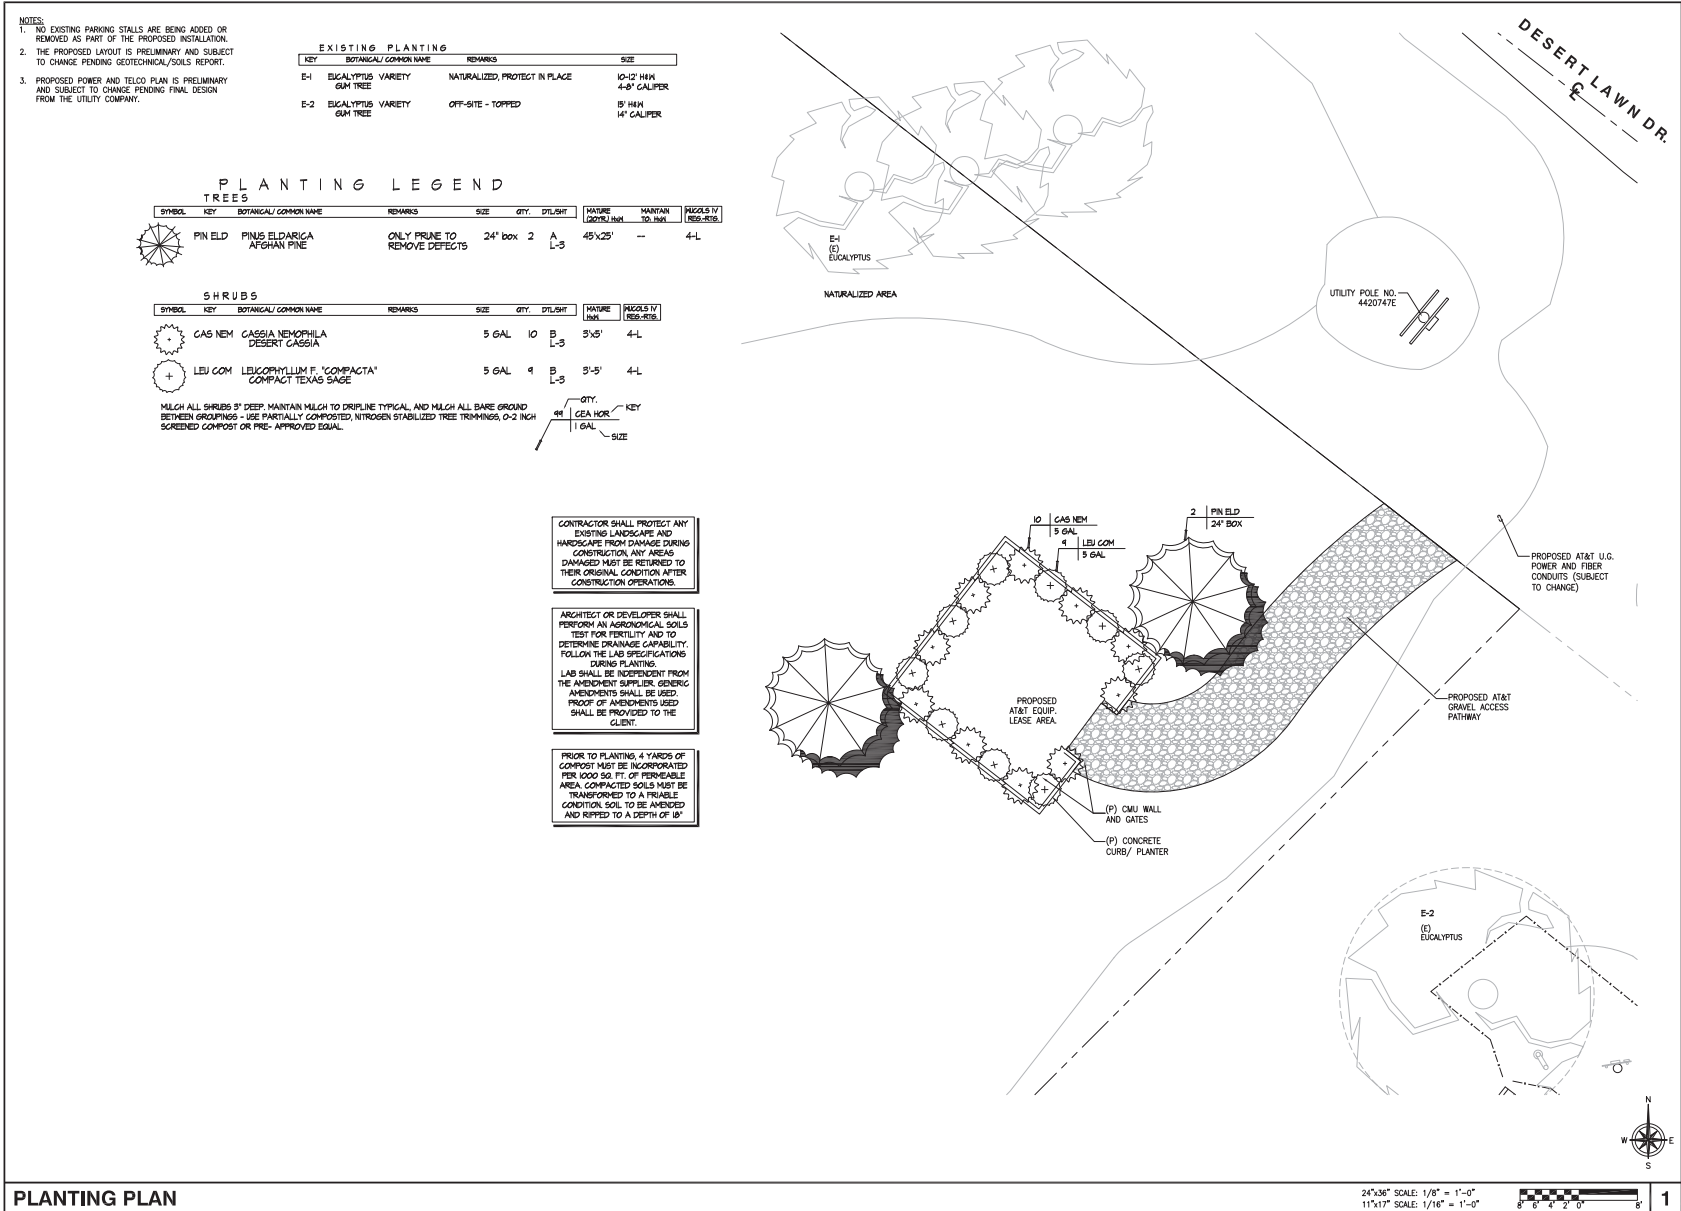 NOTES:
1. NO EXISTING PARKING STALLS ARE BEING ADDED OR
REMOVED AS PART OF THE PROPOSED INSTALLATION.
2. THE PROPOSED LAYOUT IS PRELIMINARY AND SUBJECT
TO CHANGE PENDING GEOTECHNICAL/SOILS REPORT.
3. PROPOSED POWER AND TELCO PLAN IS PRELIMINARY
AND SUBJECT TO CHANGE PENDING FINAL DESIGN
FROM THE UTILITY COMPANY.
EXISTING PLANTING
KEY BOTANICAL/ COMMON NAME REMARKS SIZE
E-1 EUCALYPTUS VARIETY NATURALIZED, PROTECT IN PLACE 10-12' H&W
GUM TREE 4-8" CALIPER
E-2 EUCALYPTUS VARIETY OFF-SITE - TOPPED 15' H&W
GUM TREE 14" CALIPER
PLANTING LEGEND
TREES
SYMBOL KEY BOTANICAL/ COMMON NAME REMARKS SIZE QTY. DTL/SHT MATURE MAINTAIN WUCOLS IV
(20YR.) HxW TO: HxW REG.-RTG.
PIN ELD PINUS ELDARICA ONLY PRUNE TO 24" box 2 A 45'x25' -- 4-L
AFGHAN PINE REMOVE DEFECTS L-3
SHRUBS
SYMBOL KEY BOTANICAL/ COMMON NAME REMARKS SIZE QTY. DTL/SHT MATURE WUCOLS IV
HxW REG.-RTG.
CAS NEM CASSIA NEMOPHILA 5 GAL 10 B 3'x5' 4-L
DESERT CASSIA L-3
LEU COM LEUCOPHYLLUM F. "COMPACTA" 5 GAL 9 B 3'-5' 4-L
COMPACT TEXAS SAGE L-3
MULCH ALL SHRUBS 3" DEEP. MAINTAIN MULCH TO DRIPLINE TYPICAL, AND MULCH ALL BARE GROUND
BETWEEN GROUPINGS - USE PARTIALLY COMPOSTED, NITROGEN STABILIZED TREE TRIMMINGS, 0-2 INCH
SCREENED COMPOST OR PRE- APPROVED EQUAL.
QTY.
99 CEA HOR KEY
1 GAL
SIZE
CONTRACTOR SHALL PROTECT ANY
EXISTING LANDSCAPE AND
HARDSCAPE FROM DAMAGE DURING
CONSTRUCTION, ANY AREAS
DAMAGED MUST BE RETURNED TO
THEIR ORIGINAL CONDITION AFTER
CONSTRUCTION OPERATIONS.
ARCHITECT OR DEVELOPER SHALL
PERFORM AN AGRONOMICAL SOILS
TEST FOR FERTILITY AND TO
DETERMINE DRAINAGE CAPABILITY.
FOLLOW THE LAB SPECIFICATIONS
DURING PLANTING.
LAB SHALL BE INDEPENDENT FROM
THE AMENDMENT SUPPLIER. GENERIC
AMENDMENTS SHALL BE USED.
PROOF OF AMENDMENTS USED
SHALL BE PROVIDED TO THE
CLIENT.
PRIOR TO PLANTING, 4 YARDS OF
COMPOST MUST BE INCORPORATED
PER 1000 SQ. FT. OF PERMEABLE
AREA. COMPACTED SOILS MUST BE
TRANSFORMED TO A FRIABLE
CONDITION. SOIL TO BE AMENDED
AND RIPPED TO A DEPTH OF 18"
DESERT LAWN DR.
CL
E-1
(E)
EUCALYPTUS
NATURALIZED AREA
UTILITY POLE NO.
4420747E
10 CAS NEM
5 GAL
9 LEU COM
5 GAL
2 PIN ELD
24" BOX
PROPOSED AT&T U.G.
POWER AND FIBER
CONDUITS (SUBJECT
TO CHANGE)
PROPOSED
AT&T EQUIP.
LEASE AREA.
PROPOSED AT&T
GRAVEL ACCESS
PATHWAY
(P) CMU WALL
AND GATES
(P) CONCRETE
CURB/ PLANTER
E-2
(E)
EUCALYPTUS
N
W E
S
PLANTING PLAN
24"x36" SCALE: 1/8" = 1'-0"
11"x17" SCALE: 1/16" = 1'-0"
8' 6' 4' 2' 0" 8'
1